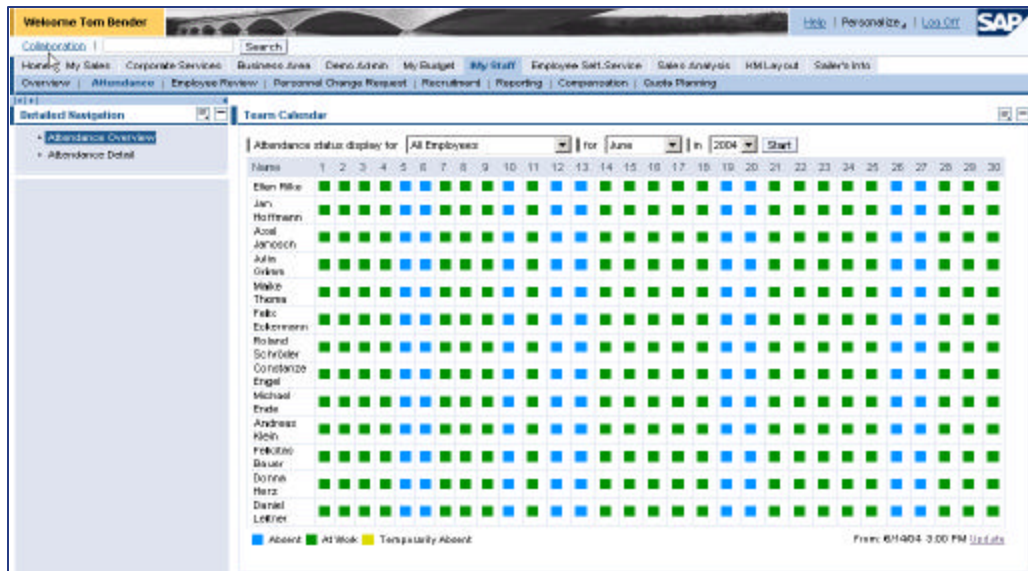 Welcome Tom Bender
Help | Personalize | Log Off
SAP
Collaboration |
Search
Home My Sales Corporate Services Business Area Demo Admin My Budget My Staff Employee Self-Service Sales Analysis KM Layout Sailer's Into
Overview | Attendance | Employee Review | Personnel Change Request | Recruitment | Reporting | Compensation | Quota Planning
Detailed Navigation
Team Calendar
Attendance Overview
Attendance Detail
Attendance status display for All Employees for June in 2004 Start
Name 1 2 3 4 5 6 7 8 9 10 11 12 13 14 15 16 17 18 19 20 21 22 23 24 25 26 27 28 29 30
Ellen Rilke
Jan
Hoffmann
Axel
Janosch
Julia
Grimm
Maike
Thoma
Felix
Eckermann
Roland
Schröder
Constanze
Engel
Michael
Ende
Andreas
Klein
Felicitas
Bauer
Donna
Herz
Daniel
Leitner
Absent At Work Temporarily Absent
From: 6/14/04 3:00 PM Update